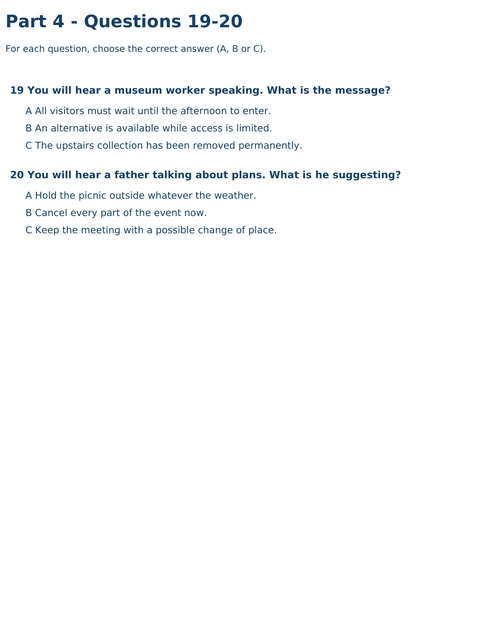 Part 4 - Questions 19-20
For each question, choose the correct answer (A, B or C).
19 You will hear a museum worker speaking. What is the message?
A All visitors must wait until the afternoon to enter.
B An alternative is available while access is limited.
C The upstairs collection has been removed permanently.
20 You will hear a father talking about plans. What is he suggesting?
A Hold the picnic outside whatever the weather.
B Cancel every part of the event now.
C Keep the meeting with a possible change of place.